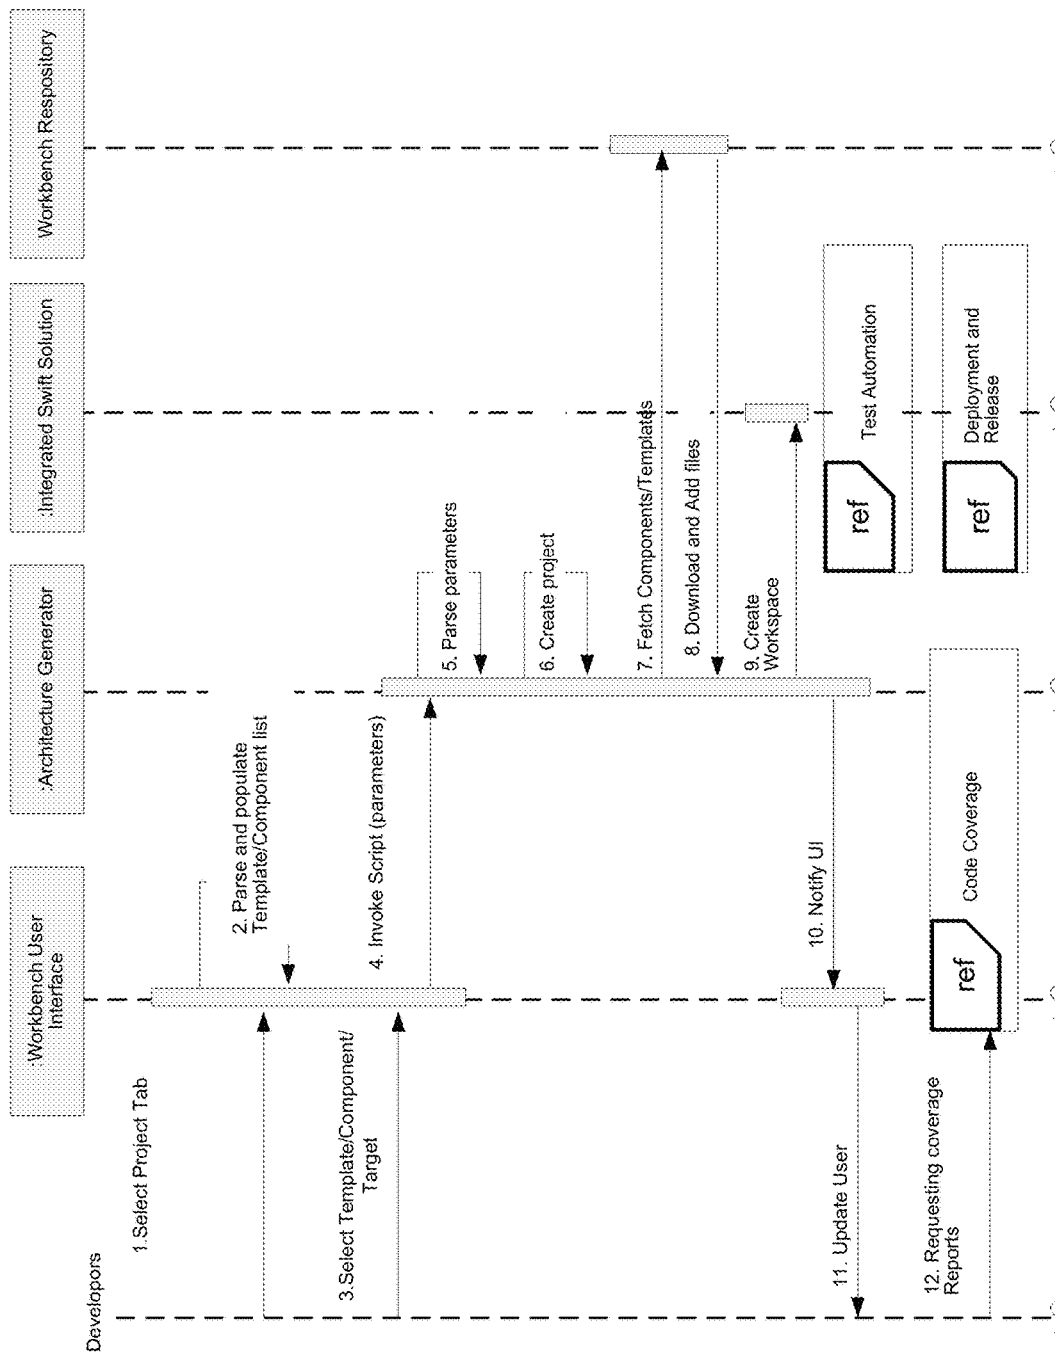 Developors
:Workbench User
Interface
:Architecture Generator
:Integrated Swift Solution
Workbench Respository
1.Select Project Tab
2. Parse and populate
Template/Component list
3.Select Template/Component/
Target
4. Invoke Script (parameters)
5. Parse parameters
6. Create project
7. Fetch Components/Templates
8. Download and Add files
9. Create
Workspace
10. Notify UI
11. Update User
ref
Test Automation
12. Requesting coverage
Reports
ref
Code Coverage
ref
Deployment and
Release